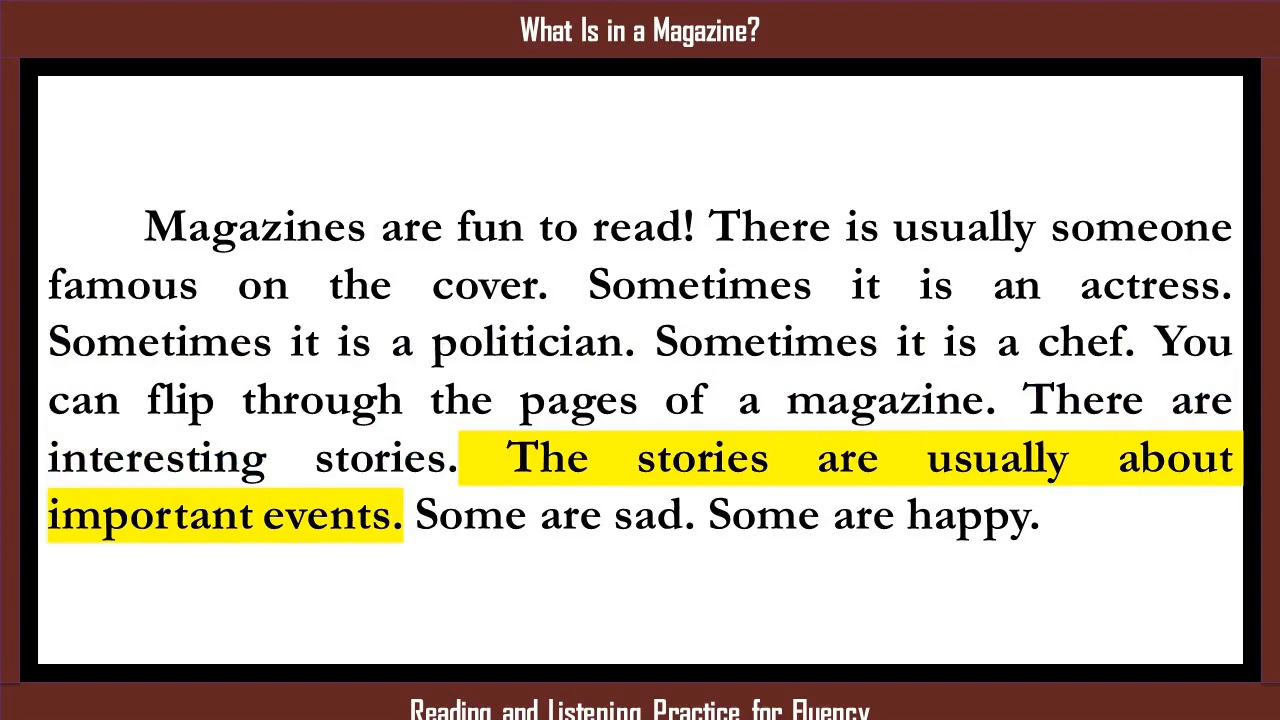 What Is in a Magazine?
Magazines are fun to read! There is usually someone
famous on the cover. Sometimes it is an actress.
Sometimes it is a politician. Sometimes it is a chef. You
can flip through the pages of a magazine. There are
interesting stories. The stories are usually about
important events. Some are sad. Some are happy.
Reading and Listening Practice for Fluency